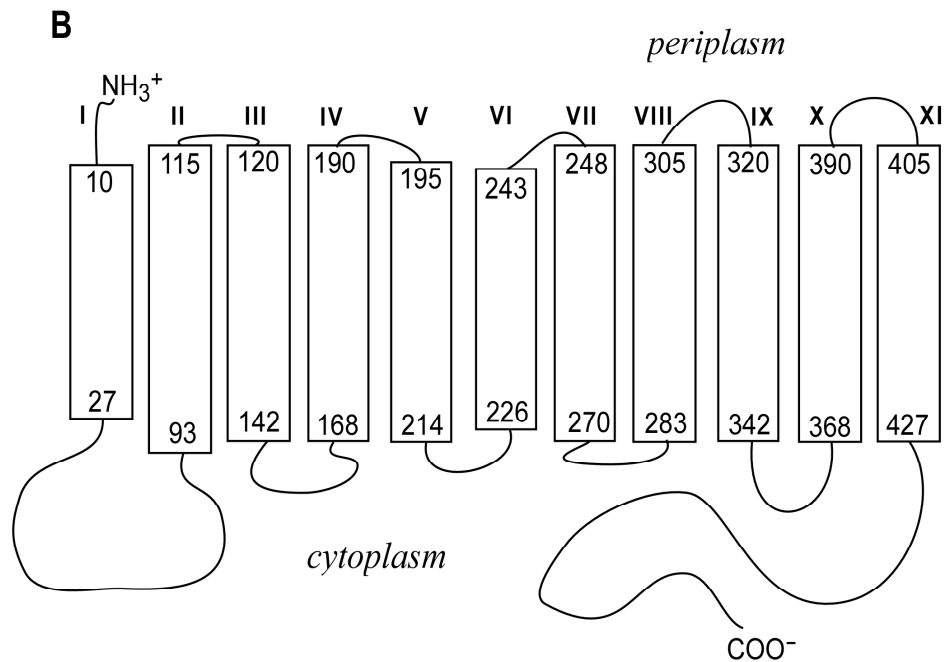 B
periplasm
NH3+
I II III IV V VI VII VIII IX X XI
10 115 120 190 195 243 248 305 320 390 405
27 93 142 168 214 226 270 283 342 368 427
cytoplasm
COO−